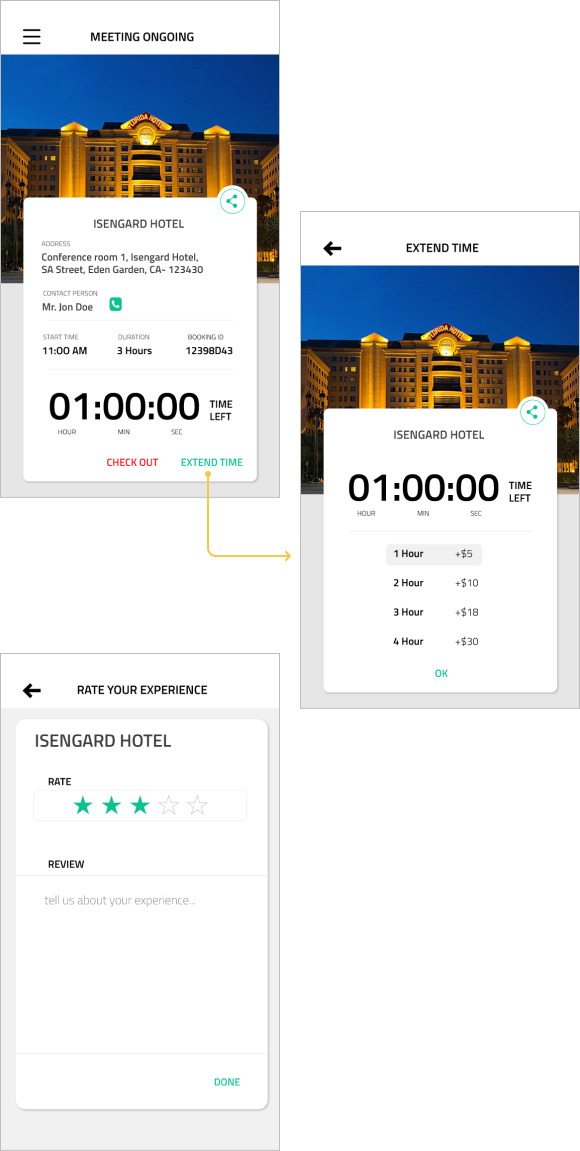 MEETING ONGOING
FLORIDA HOTEL
ISENGARD HOTEL
ADDRESS
Conference room 1, Isengard Hotel,
SA Street, Eden Garden, CA- 123430
CONTACT PERSON
Mr. Jon Doe
START TIME DURATION BOOKING ID
11:00 AM 3 Hours 12398D43
01:00:00 TIME LEFT
HOUR MIN SEC
CHECK OUT EXTEND TIME
EXTEND TIME
FLORIDA HOTEL
ISENGARD HOTEL
01:00:00 TIME LEFT
HOUR MIN SEC
1 Hour +$5
2 Hour +$10
3 Hour +$18
4 Hour +$30
OK
RATE YOUR EXPERIENCE
ISENGARD HOTEL
RATE
REVIEW
tell us about your experience...
DONE